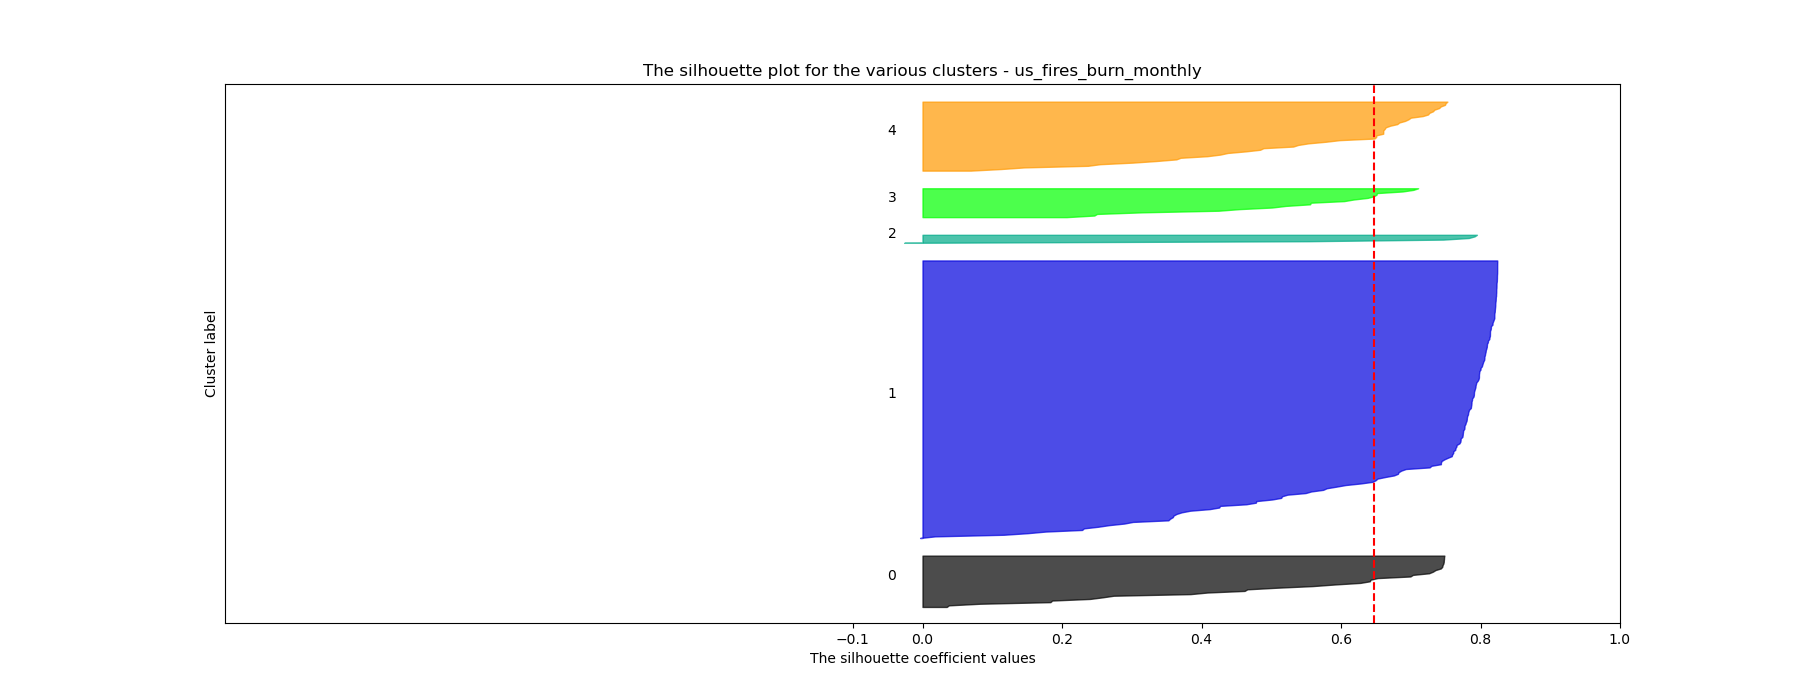 The silhouette plot for the various clusters - us_fires_burn_monthly
4
3
2
1
0
Cluster label
−0.1 0.0 0.2 0.4 0.6 0.8 1.0
The silhouette coefficient values